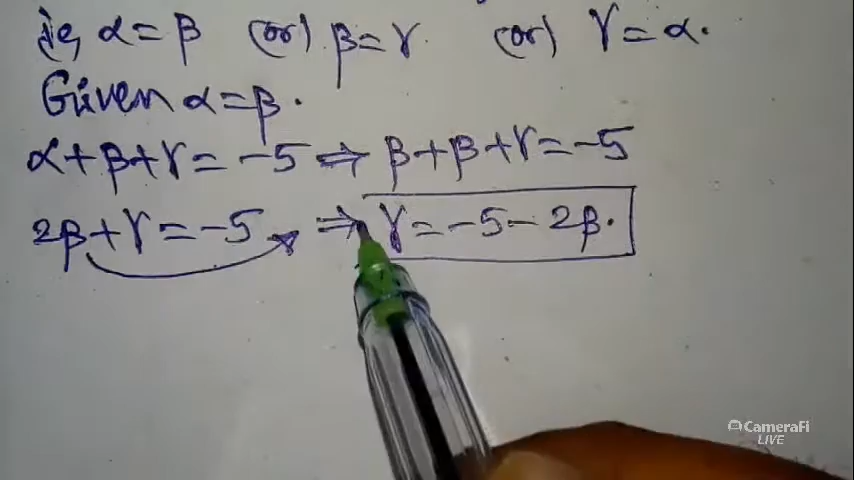 ie, α = β (or) β = γ. (or) γ = α.
Given α = β.
α + β + γ = -5 ⇒ β + β + γ = -5
2β + γ = -5 ⇒ γ = -5 - 2β.
CameraFi
LIVE